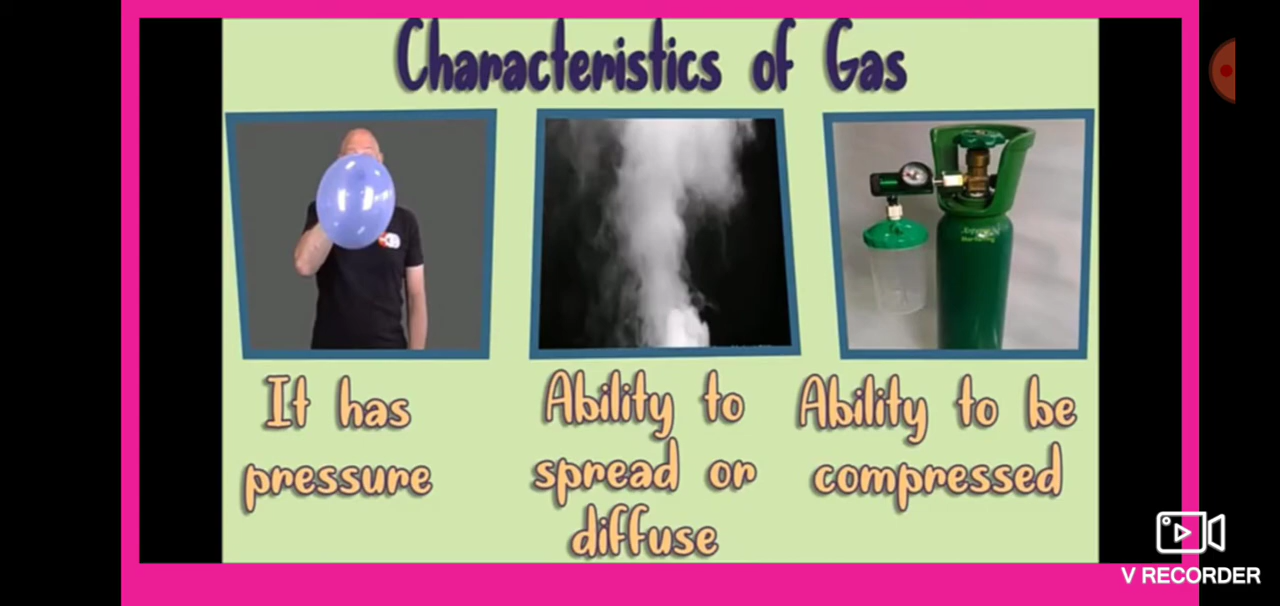 Characteristics of Gas
It has
pressure
Ability to
spread or
diffuse
Ability to be
compressed
V RECORDER